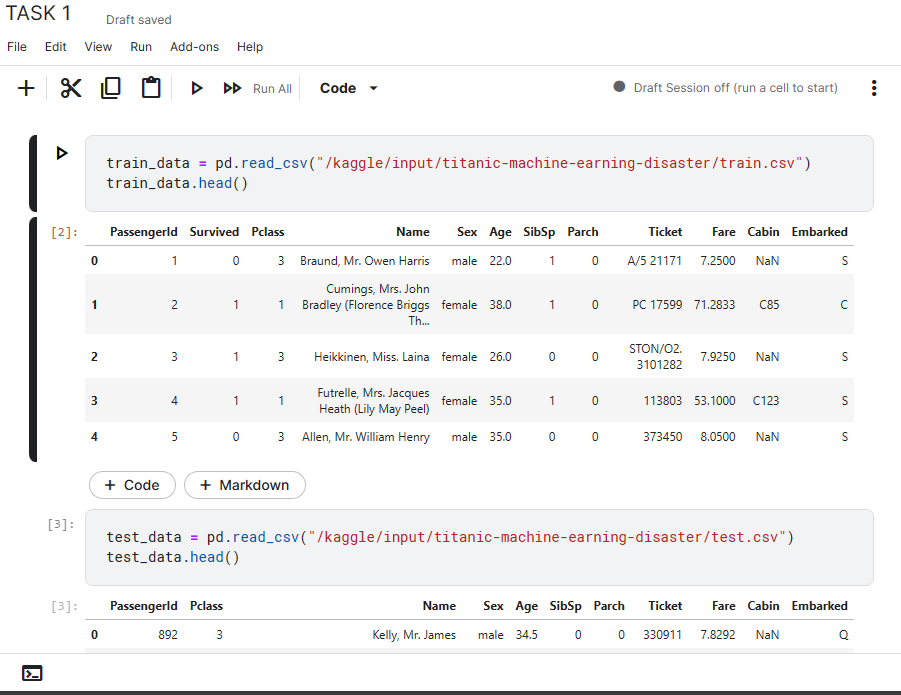 TASK 1 Draft saved
File Edit View Run Add-ons Help
Run All Code Draft Session off (run a cell to start)
train_data = pd.read_csv("/kaggle/input/titanic-machine-earning-disaster/train.csv")
train_data.head()
[2]: PassengerId Survived Pclass Name Sex Age SibSp Parch Ticket Fare Cabin Embarked
0 1 0 3 Braund, Mr. Owen Harris male 22.0 1 0 A/5 21171 7.2500 NaN S
Cumings, Mrs. John
1 2 1 1 Bradley (Florence Briggs female 38.0 1 0 PC 17599 71.2833 C85 C
Th...
2 3 1 3 Heikkinen, Miss. Laina female 26.0 0 0 STON/O2. 7.9250 NaN S
3101282
3 4 1 1 Futrelle, Mrs. Jacques female 35.0 1 0 113803 53.1000 C123 S
Heath (Lily May Peel)
4 5 0 3 Allen, Mr. William Henry male 35.0 0 0 373450 8.0500 NaN S
+ Code + Markdown
[3]:
test_data = pd.read_csv("/kaggle/input/titanic-machine-earning-disaster/test.csv")
test_data.head()
[3]: PassengerId Pclass Name Sex Age SibSp Parch Ticket Fare Cabin Embarked
0 892 3 Kelly, Mr. James male 34.5 0 0 330911 7.8292 NaN Q